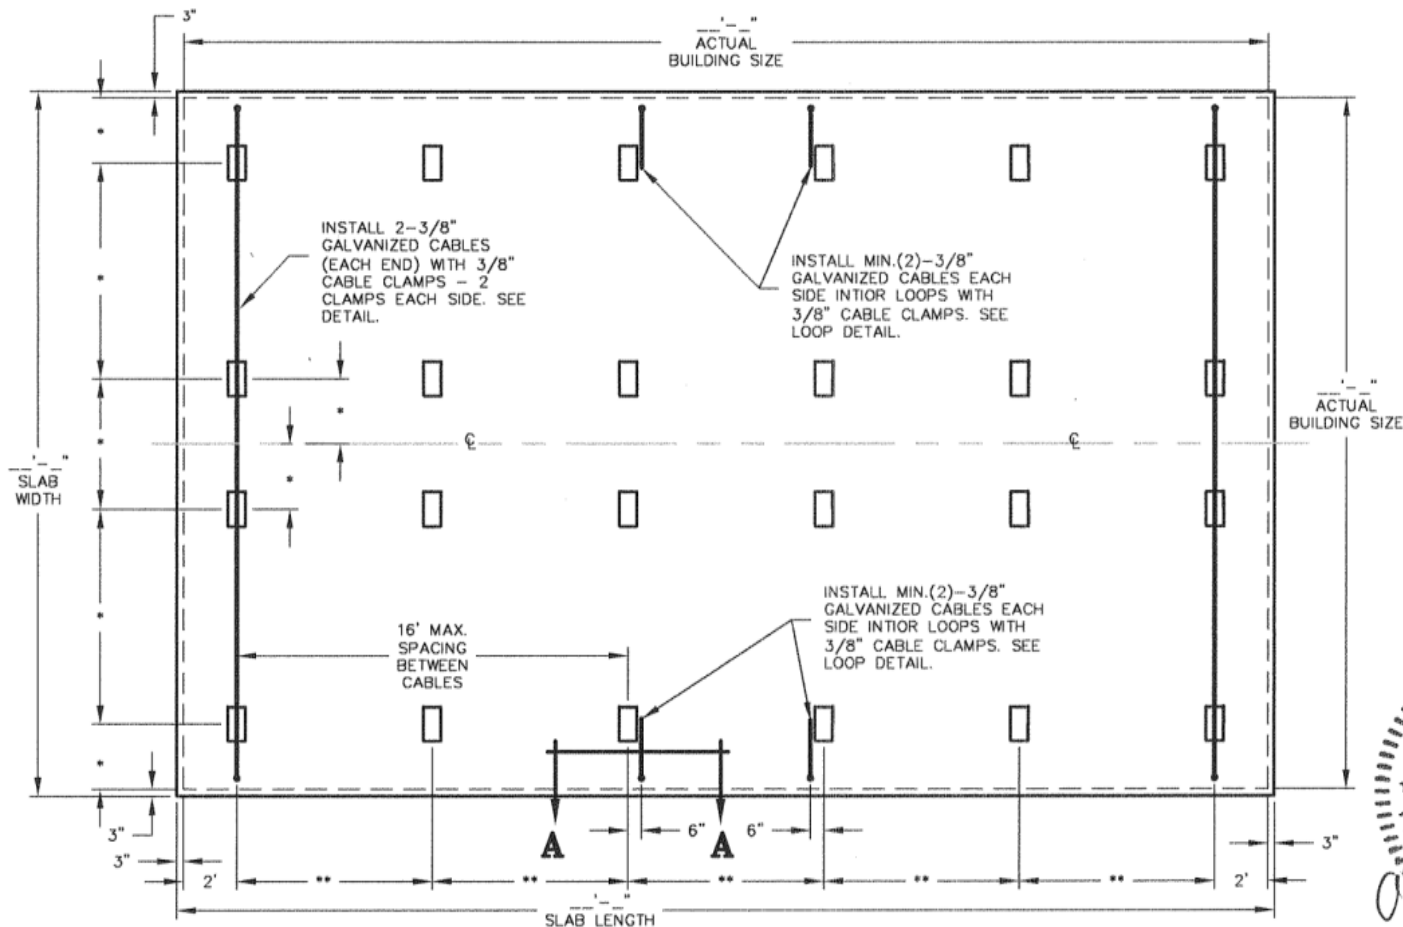 3"
__'-_"
ACTUAL
BUILDING SIZE
*
INSTALL 2-3/8"
GALVANIZED CABLES
(EACH END) WITH 3/8"
CABLE CLAMPS - 2
CLAMPS EACH SIDE. SEE
DETAIL.
INSTALL MIN.(2)-3/8"
GALVANIZED CABLES EACH
SIDE INTIOR LOOPS WITH
3/8" CABLE CLAMPS. SEE
LOOP DETAIL.
*
*
*
*
℄
℄
__'-_"
ACTUAL
BUILDING SIZE
__'-_"
SLAB
WIDTH
*
16' MAX.
SPACING
BETWEEN
CABLES
INSTALL MIN.(2)-3/8"
GALVANIZED CABLES EACH
SIDE INTIOR LOOPS WITH
3/8" CABLE CLAMPS. SEE
LOOP DETAIL.
*
3"
3"
A
6"
A
6"
3"
2'
**
**
**
**
**
2'
__'-_"
SLAB LENGTH